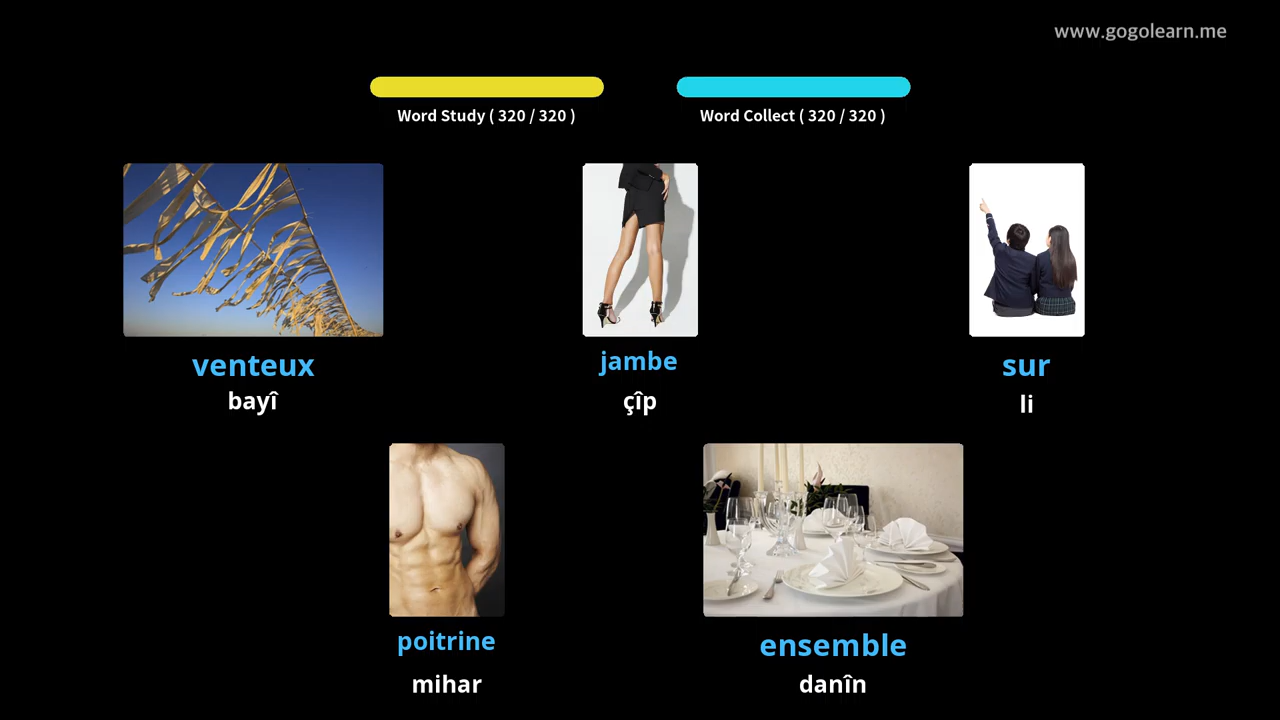 www.gogolearn.me
Word Study ( 320 / 320 )
Word Collect ( 320 / 320 )
venteux
bayî
jambe
çîp
sur
li
poitrine
mihar
ensemble
danîn